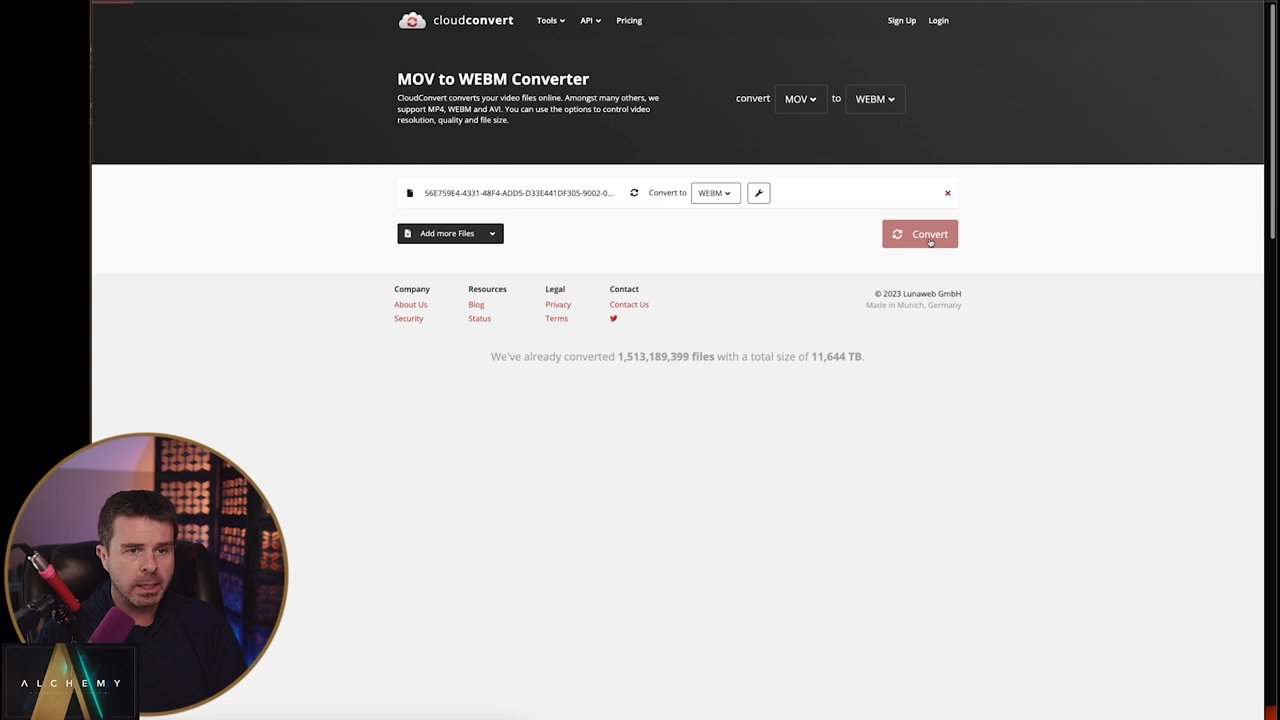 cloudconvert
Tools
API
Pricing
Sign Up
Login
MOV to WEBM Converter
CloudConvert converts your video files online. Amongst many others, we
support MP4, WEBM and AVI. You can use the options to control video
resolution, quality and file size.
convert MOV to WEBM
56E759E4-4331-48F4-ADD5-D33E441DF305-9002-0...
Convert to WEBM
Add more Files
Convert
Company
About Us
Security
Resources
Blog
Status
Legal
Privacy
Terms
Contact
Contact Us
© 2023 Lunaweb GmbH
Made in Munich, Germany
We've already converted 1,513,189,399 files with a total size of 11,644 TB.
ALCHEMY